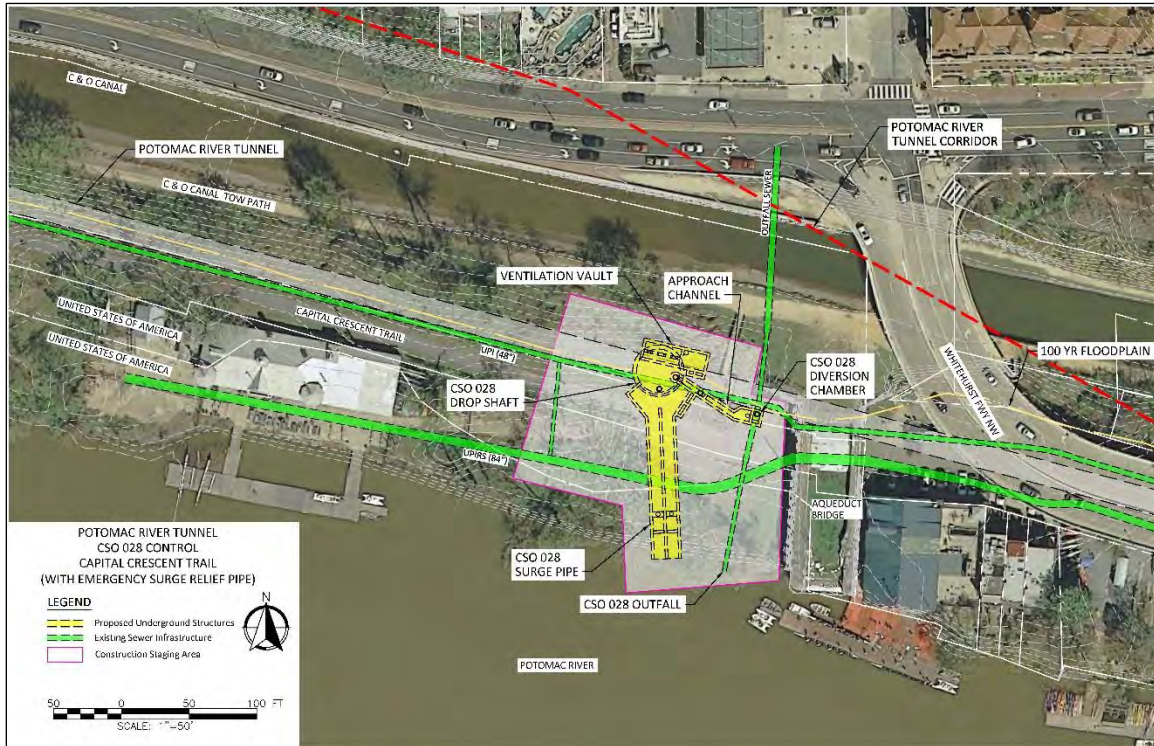 C & O CANAL
POTOMAC RIVER TUNNEL
C & O CANAL TOW PATH
POTOMAC RIVER
TUNNEL CORRIDOR
OUTFALL SEWER
VENTILATION VAULT
APPROACH
CHANNEL
UNITED STATES OF AMERICA
UNITED STATES OF AMERICA
CAPITAL CRESCENT TRAIL
UPI (48")
100 YR FLOODPLAIN
WHITEHURST FWY NW
CSO 028
DROP SHAFT
CSO 028
DIVERSION
CHAMBER
UPIRS (84")
AQUEDUCT
BRIDGE
CSO 028
SURGE PIPE
CSO 028 OUTFALL
POTOMAC RIVER
POTOMAC RIVER TUNNEL
CSO 028 CONTROL
CAPITAL CRESCENT TRAIL
(WITH EMERGENCY SURGE RELIEF PIPE)
LEGEND
N
Proposed Underground Structures
Existing Sewer Infrastructure
Construction Staging Area
50 0 50 100 FT
SCALE: 1"=50'